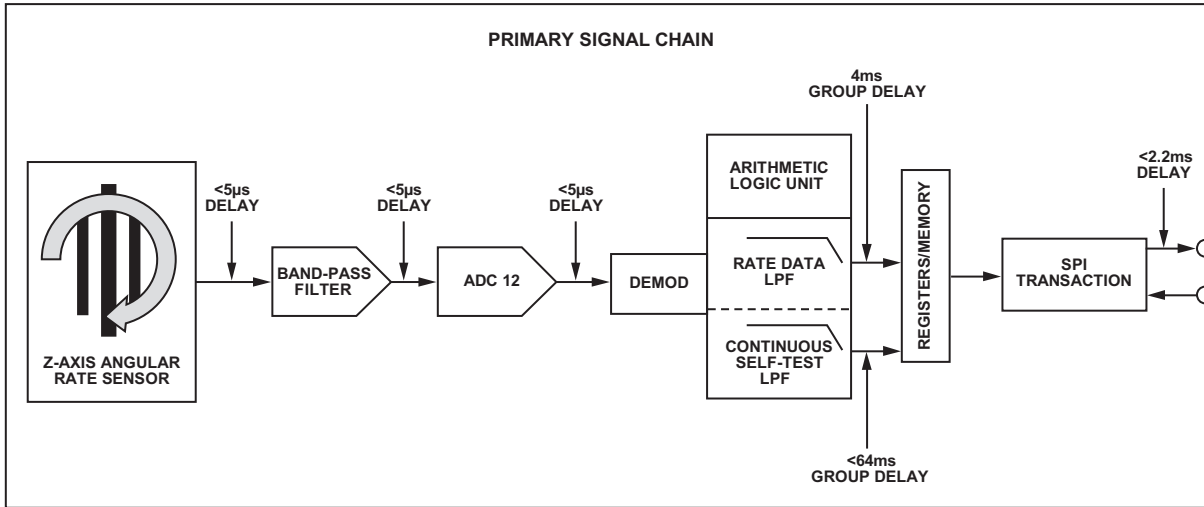 PRIMARY SIGNAL CHAIN
Z-AXIS ANGULAR
RATE SENSOR
<5µs
DELAY
BAND-PASS
FILTER
<5µs
DELAY
ADC 12
<5µs
DELAY
DEMOD
ARITHMETIC
LOGIC UNIT
RATE DATA
LPF
CONTINUOUS
SELF-TEST
LPF
4ms
GROUP DELAY
<64ms
GROUP DELAY
REGISTERS/MEMORY
SPI
TRANSACTION
<2.2ms
DELAY